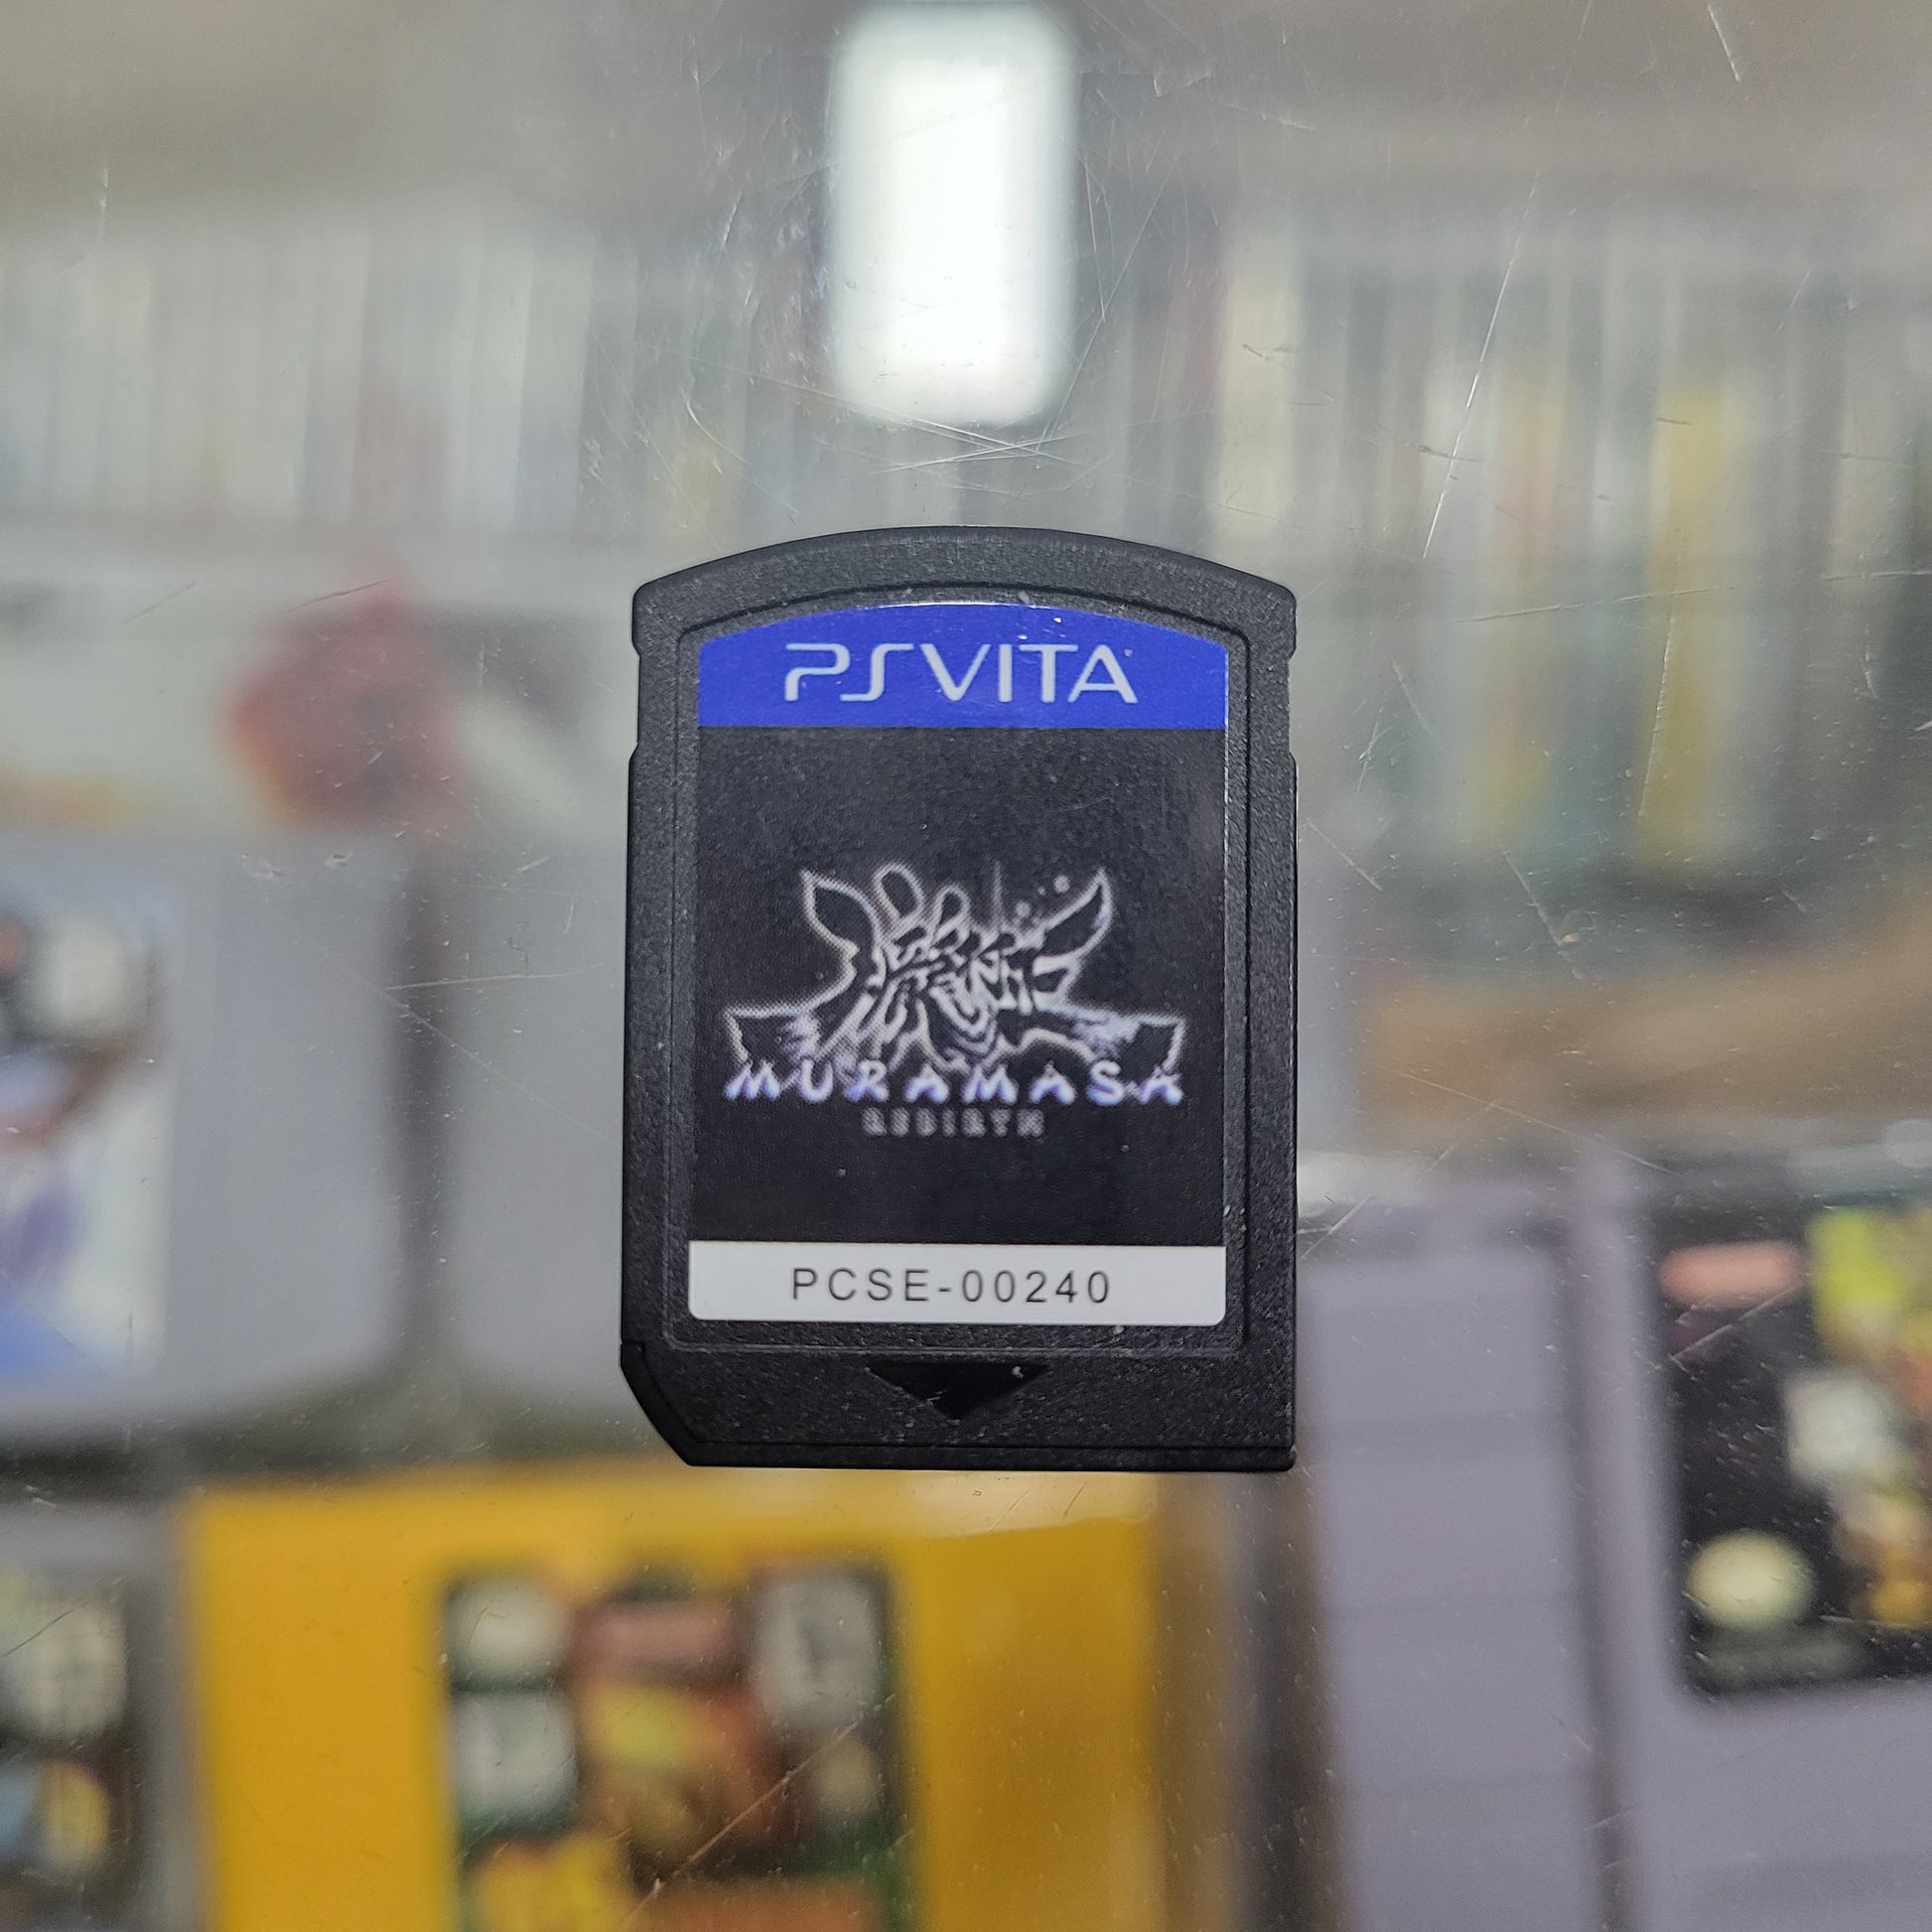 PSVITA
MURAMASA
REBIRTH
PCSE-00240